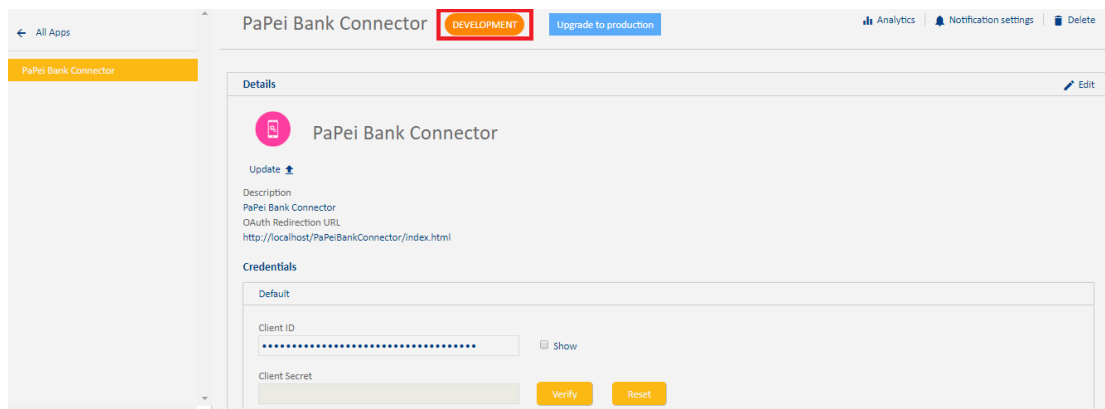 ← All Apps
PaPei Bank Connector
PaPei Bank Connector DEVELOPMENT Upgrade to production
Analytics Notification settings Delete
Details
Edit
PaPei Bank Connector
Update
Description
PaPei Bank Connector
OAuth Redirection URL
http://localhost/PaPeiBankConnector/index.html
Credentials
Default
Client ID
•••••••••••••••••••••••••••••••••••• Show
Client Secret
Verify Reset